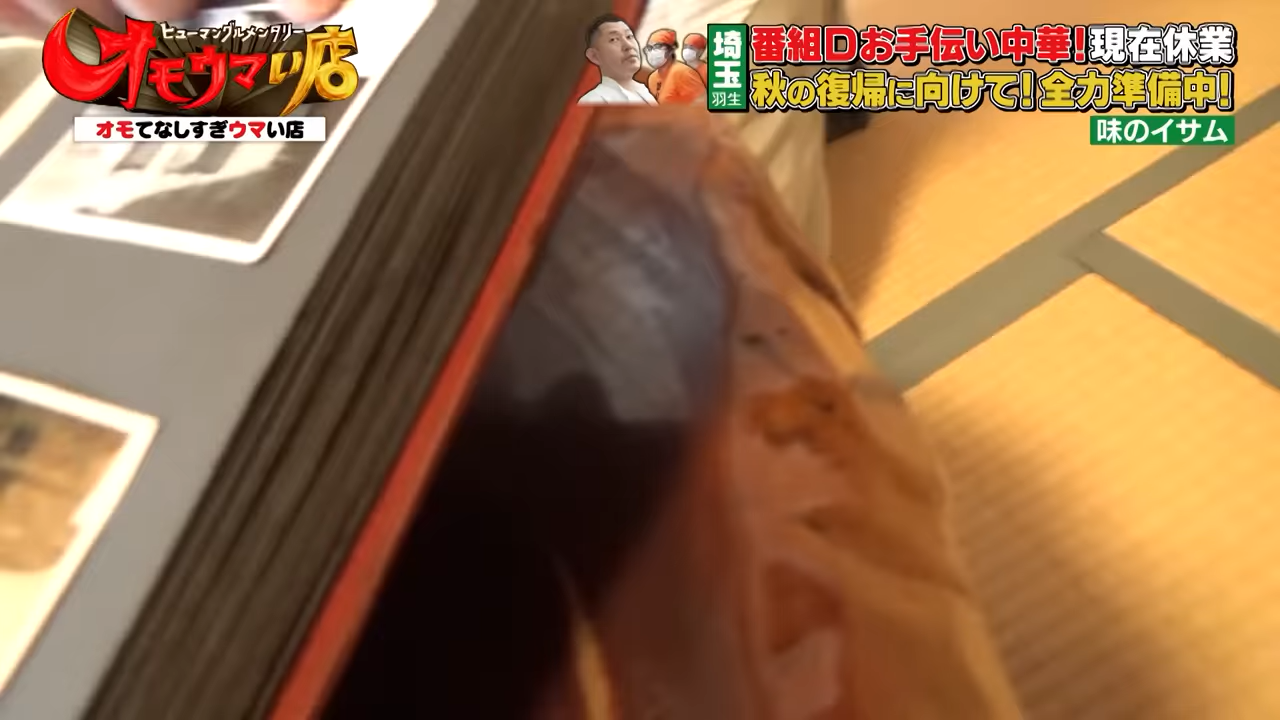 ヒューマングルメンタリー
オモウマい店
オモてなしすぎウマい店
埼玉
羽生
番組Dお手伝い中華!現在休業
秋の復帰に向けて!全力準備中!
味のイサム